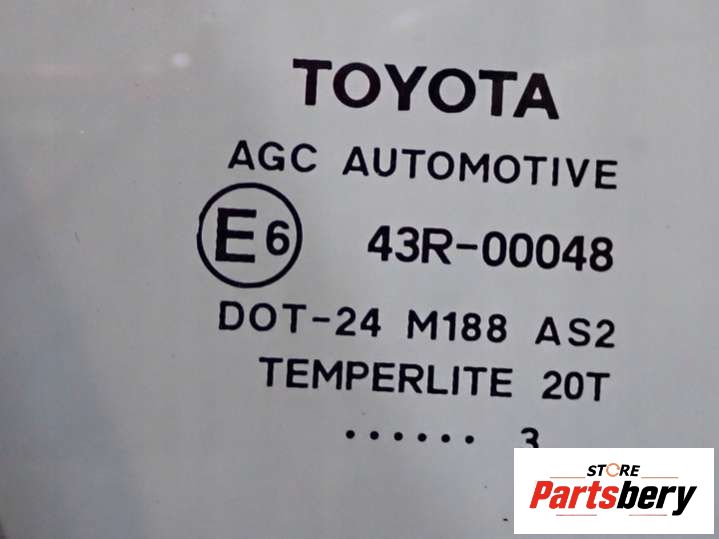 TOYOTA
AGC AUTOMOTIVE
E6 43R-00048
DOT-24 M188 AS2
TEMPERLITE 20T
...... 3
STORE
Partsbery